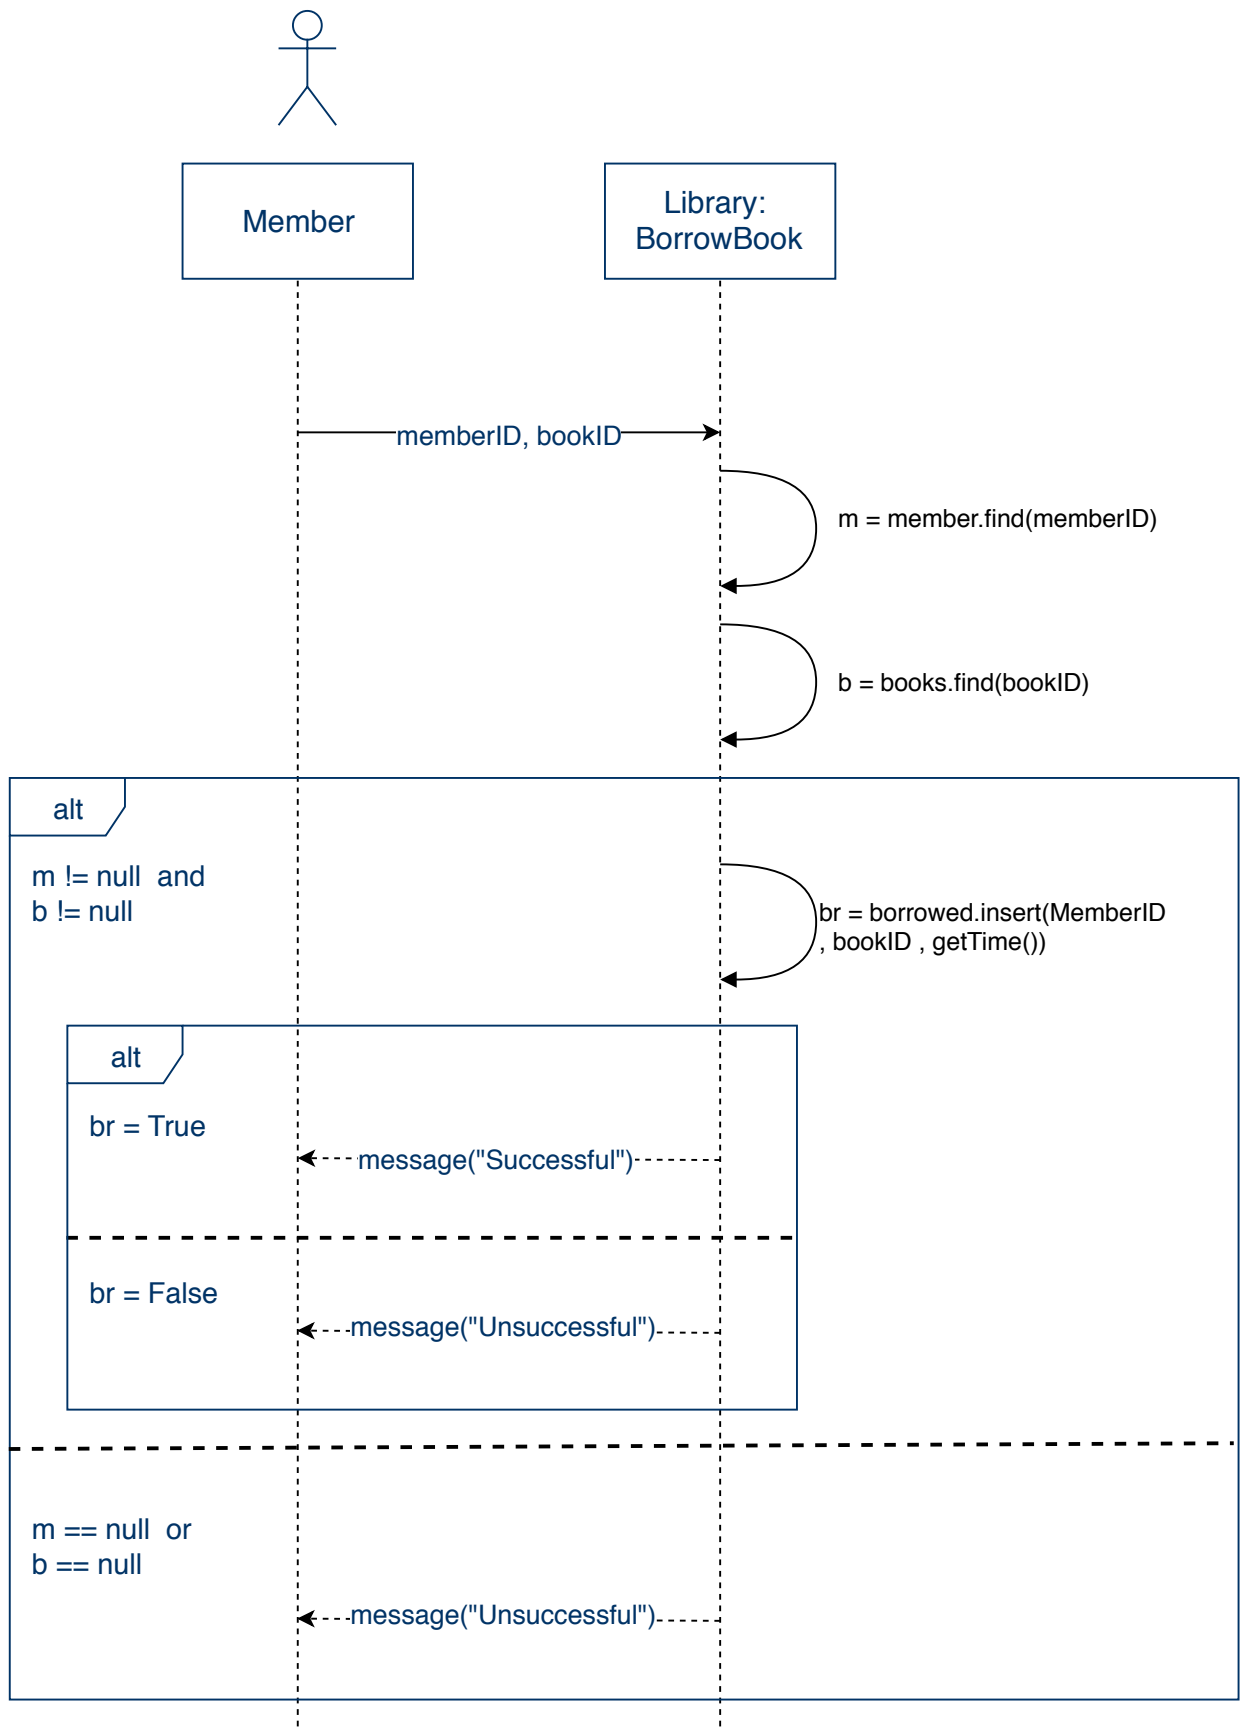 Member
Library:
BorrowBook
memberID, bookID
m = member.find(memberID)
b = books.find(bookID)
alt
m != null  and
b != null
br = borrowed.insert(MemberID
, bookID , getTime())
alt
br = True
message("Successful")
br = False
message("Unsuccessful")
m == null  or
b == null
message("Unsuccessful")